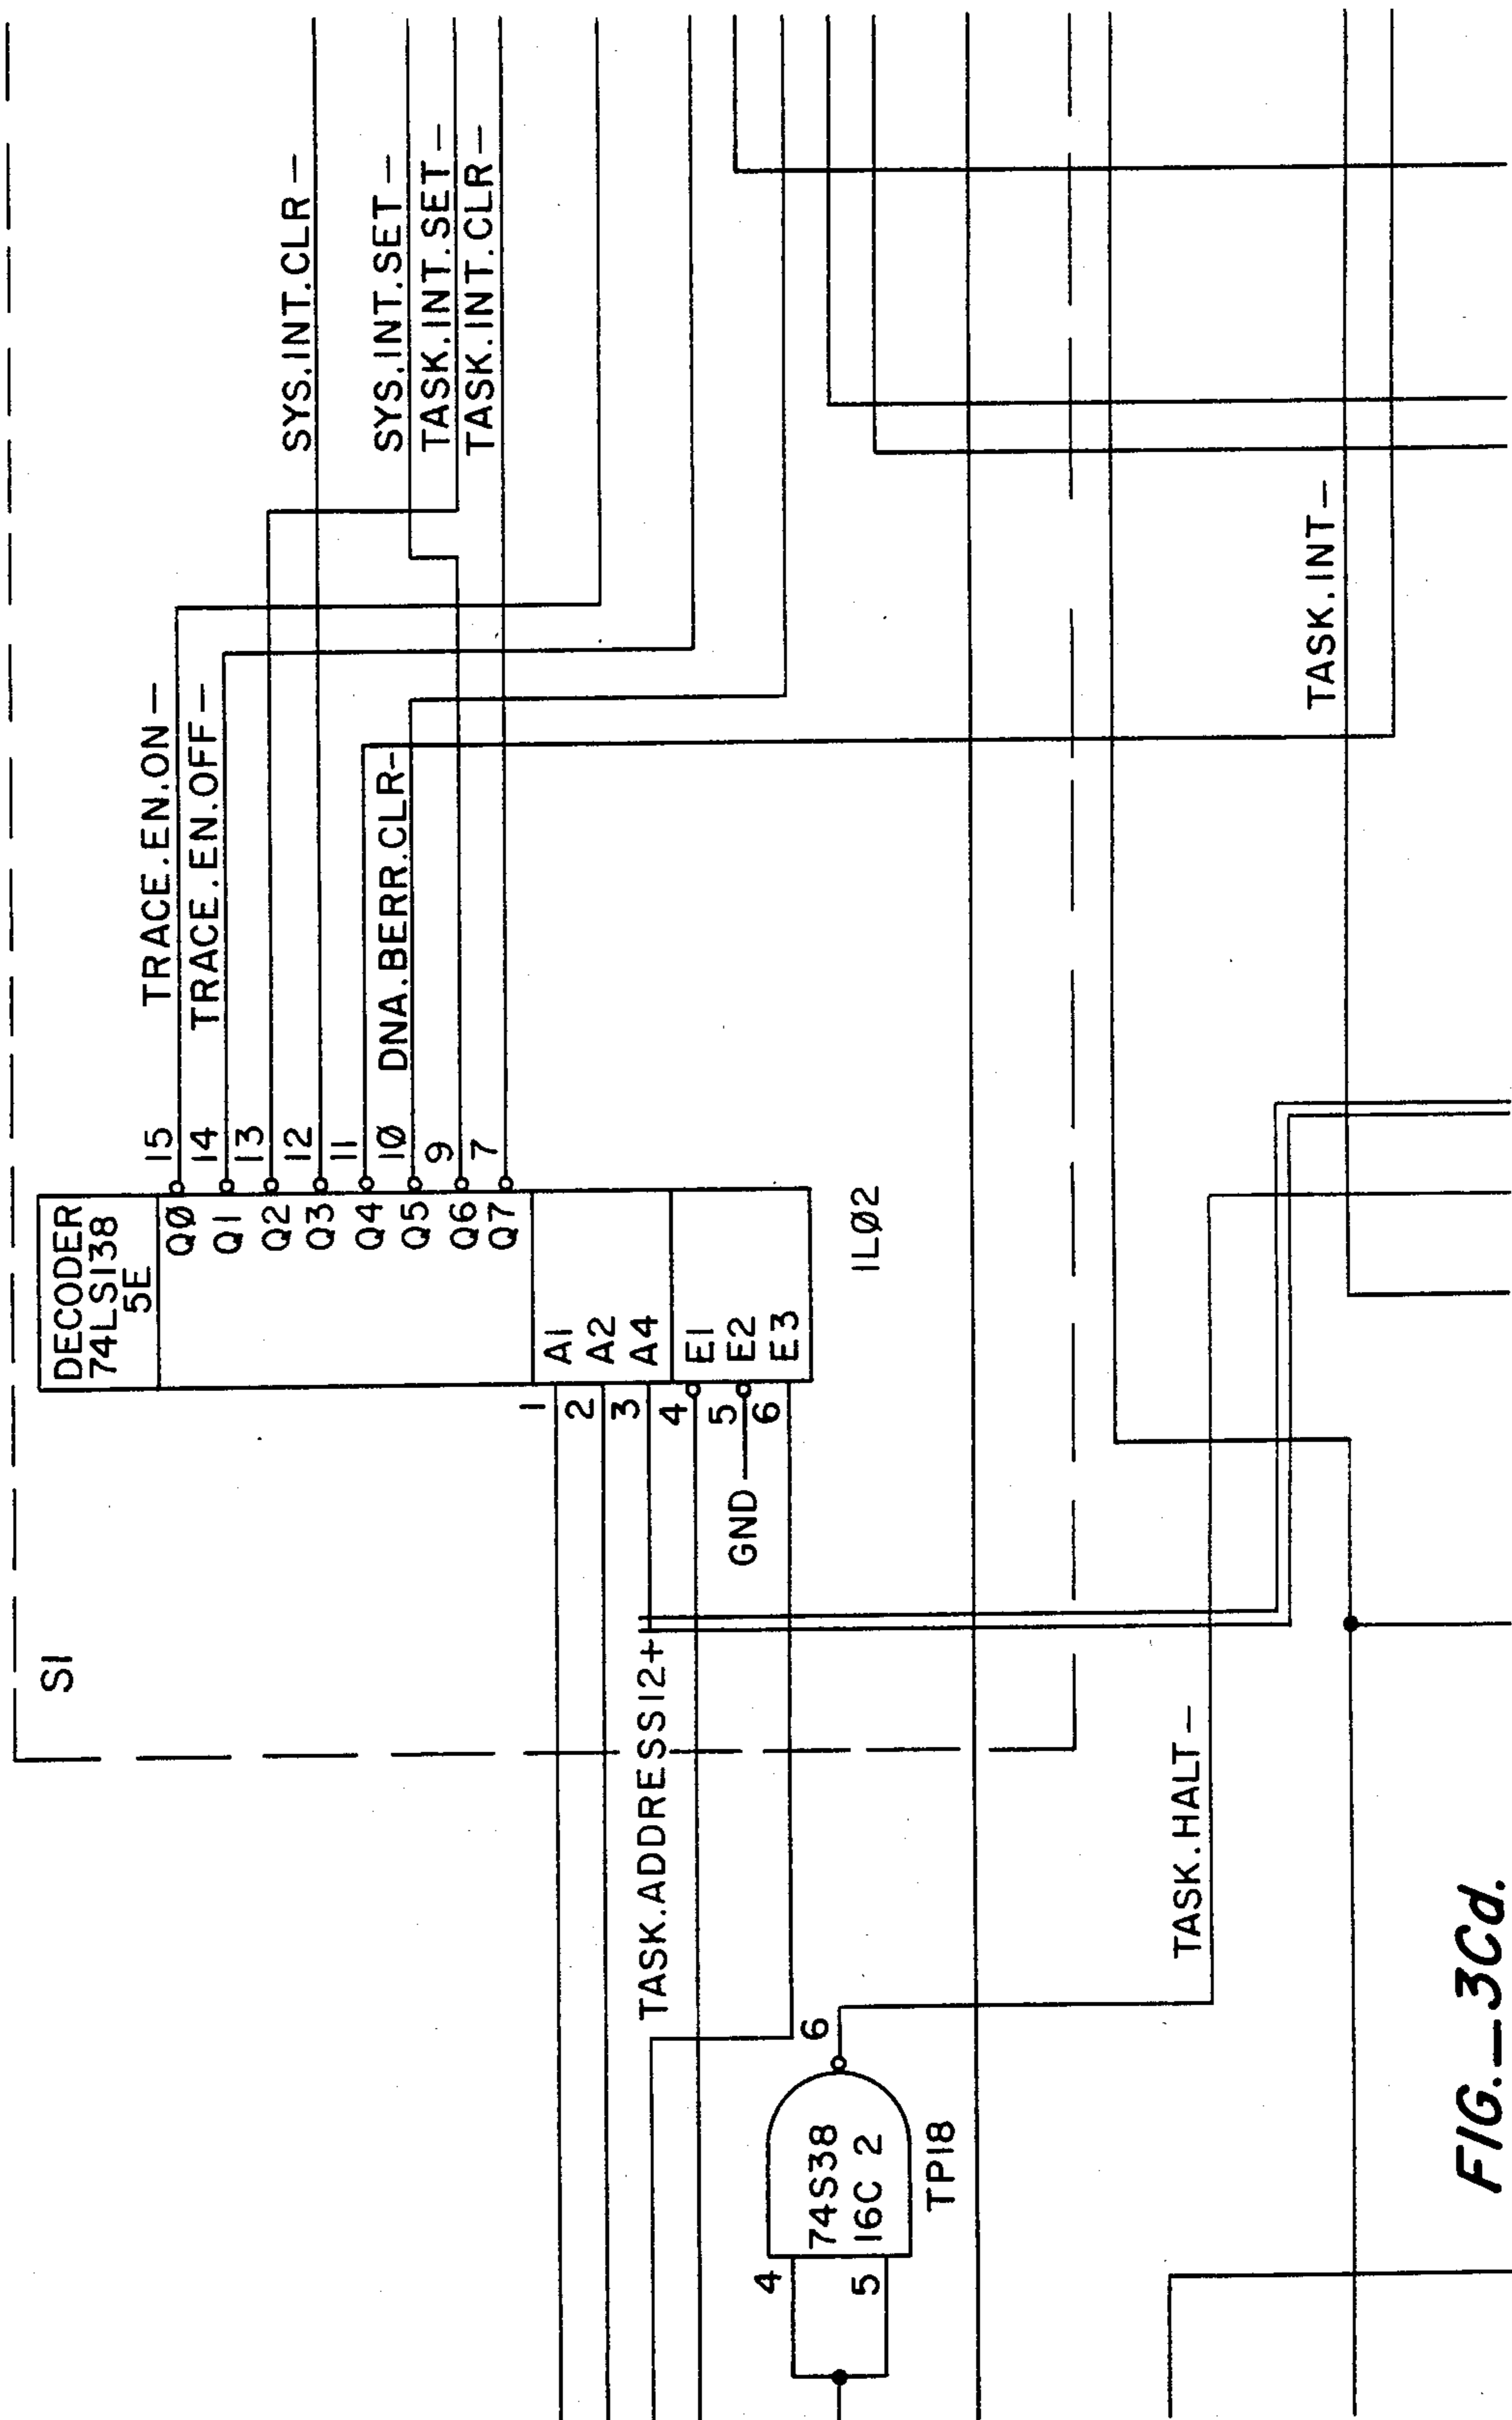 SI
DECODER
74LS138
5E
QØ
Q1
Q2
Q3
Q4
Q5
Q6
Q7
A1
A2
A4
E1
E2
E3
1
2
3
4
5
6
15
14
13
12
11
1Ø
9
7
1LØ2
GND
TASK.ADDRESS12+
TRACE.EN.ON-
TRACE.EN.OFF-
DNA.BERR.CLR-
SYS.INT.CLR-
SYS.INT.SET-
TASK.INT.SET-
TASK.INT.CLR-
4
5
74S38
16C 2
6
TP18
TASK.HALT-
TASK.INT-
FIG._3Cd.